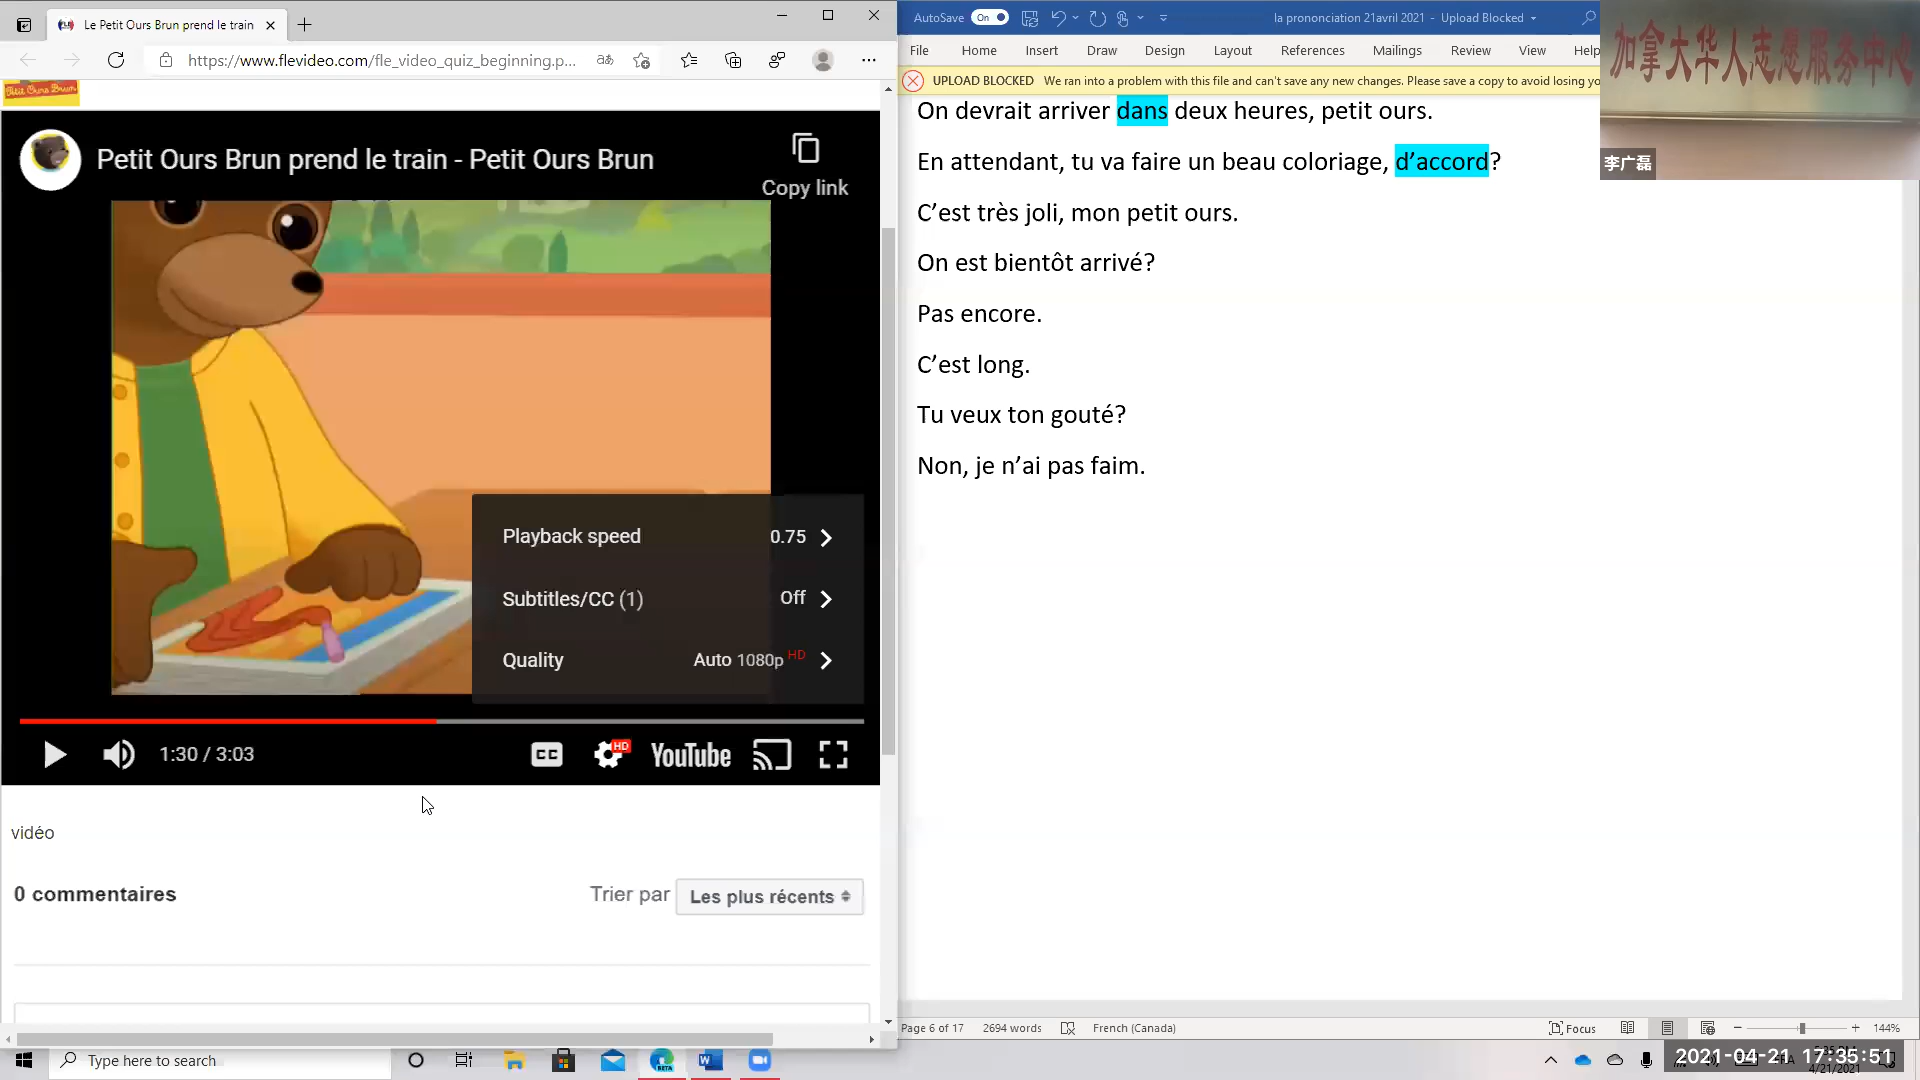 Le Petit Ours Brun prend le train
https://www.flevideo.com/fle_video_quiz_beginning.p...
Petit Ours Brun
Petit Ours Brun prend le train - Petit Ours Brun
Copy link
Playback speed 0.75
Subtitles/CC (1) Off
Quality Auto 1080p HD
1:30 / 3:03
CC HD YouTube
vidéo
0 commentaires
Trier par Les plus récents
AutoSave On
la prononciation 21avril 2021 - Upload Blocked
File Home Insert Draw Design Layout References Mailings Review View Help
UPLOAD BLOCKED We ran into a problem with this file and can't save any new changes. Please save a copy to avoid losing yo
On devrait arriver dans deux heures, petit ours.
En attendant, tu va faire un beau coloriage, d’accord?
C’est très joli, mon petit ours.
On est bientôt arrivé?
Pas encore.
C’est long.
Tu veux ton gouté?
Non, je n’ai pas faim.
加拿大华人志愿服务中心
李广磊
Page 6 of 17 2694 words French (Canada)
Focus 144%
Type here to search
BETA
2021-04-21 17:35:51
4/21/2021